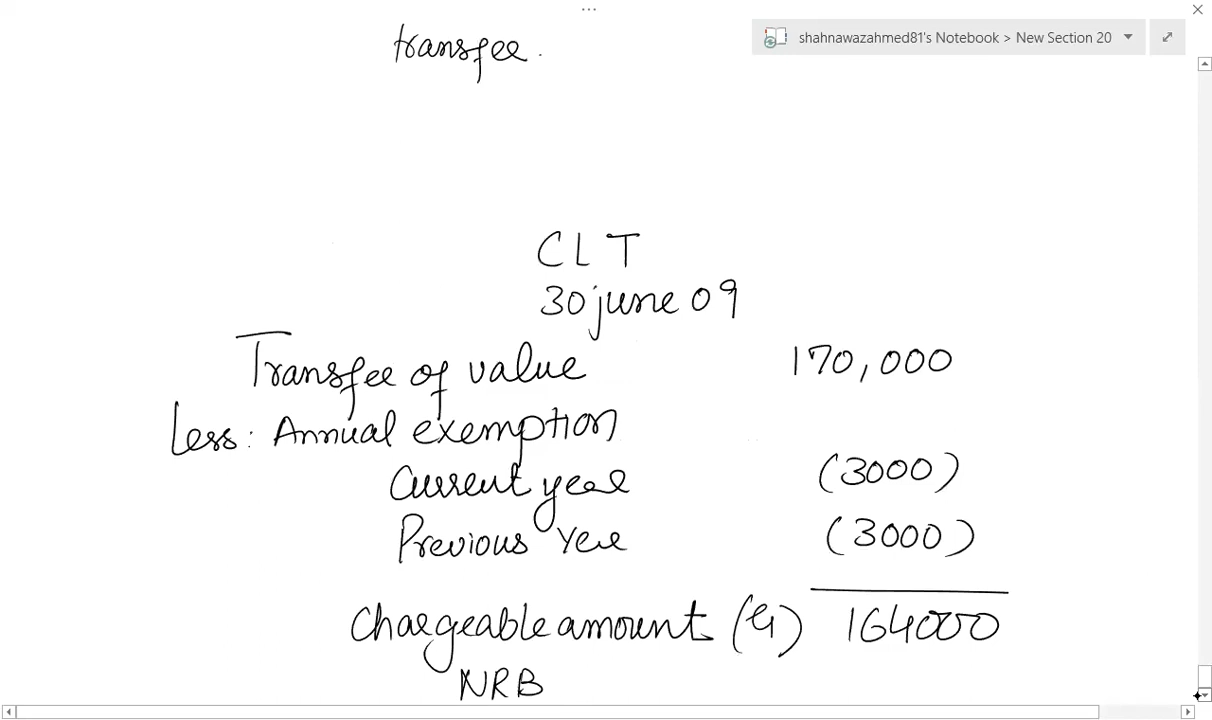 ...
transfer.
shahnawazahmed81's Notebook > New Section 20
CLT
30 june 09
Transfer of value 170,000
Less: Annual exemption
Current year (3000)
Previous Year (3000)
Chargeable amount (G) 164000
NRB